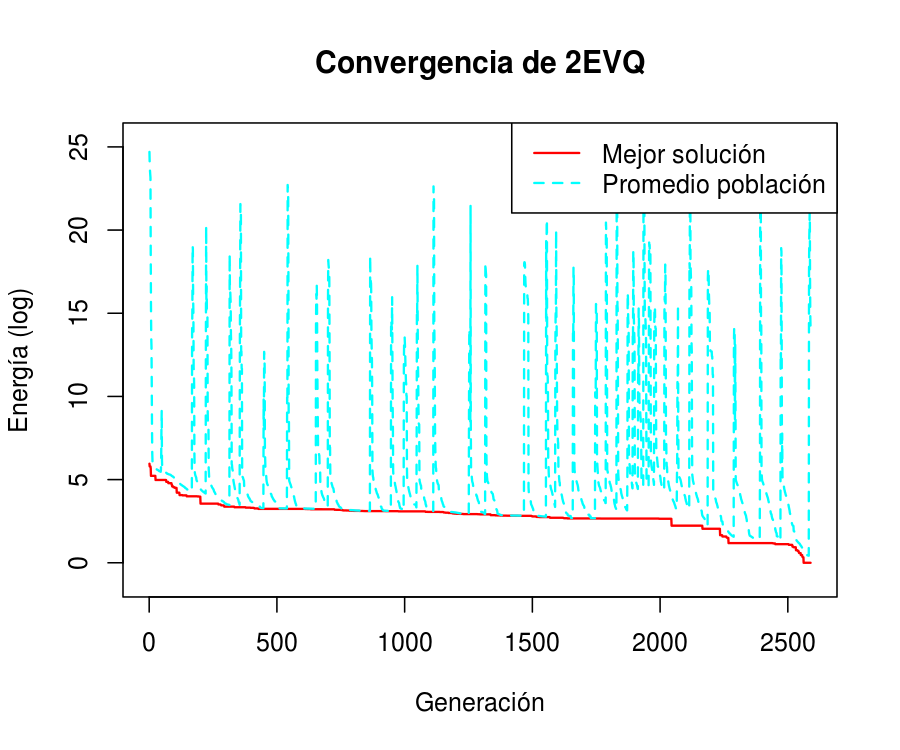 Convergencia de 2EVQ
Mejor solución
Promedio población
Energía (log)
25
20
15
10
5
0
0 500 1000 1500 2000 2500
Generación